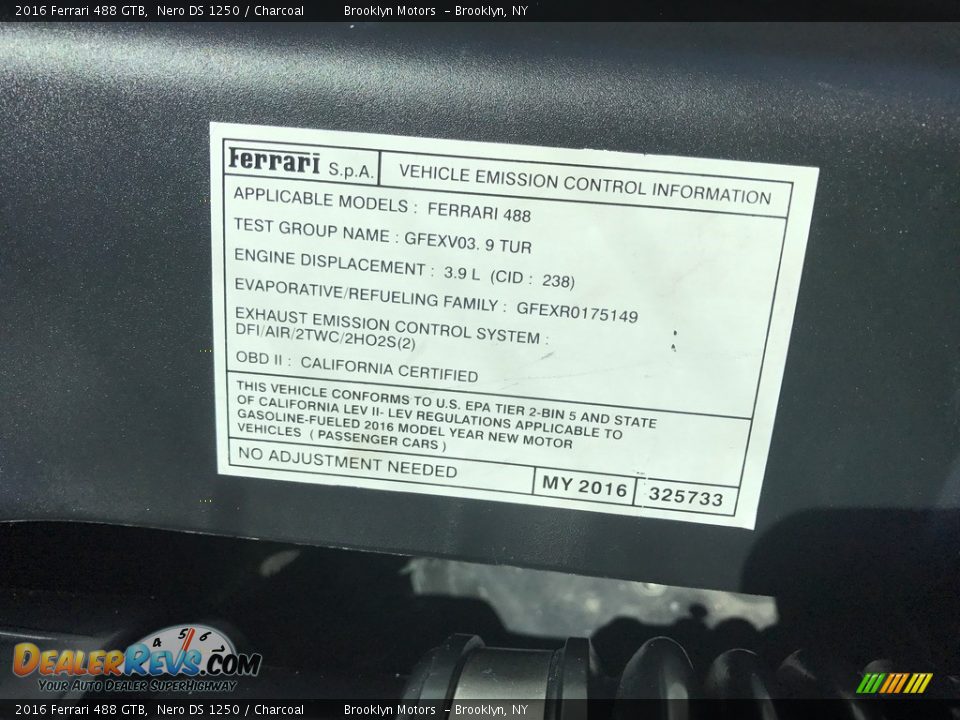 2016 Ferrari 488 GTB,  Nero DS 1250 / Charcoal        Brooklyn Motors  - Brooklyn, NY
Ferrari S.p.A. VEHICLE EMISSION CONTROL INFORMATION
APPLICABLE MODELS : FERRARI 488
TEST GROUP NAME : GFEXV03. 9 TUR
ENGINE DISPLACEMENT : 3.9 L (CID : 238)
EVAPORATIVE/REFUELING FAMILY : GFEXR0175149
EXHAUST EMISSION CONTROL SYSTEM :
DFI/AIR/2TWC/2HO2S(2)
OBD II : CALIFORNIA CERTIFIED
THIS VEHICLE CONFORMS TO U.S. EPA TIER 2-BIN 5 AND STATE
OF CALIFORNIA LEV II- LEV REGULATIONS APPLICABLE TO
GASOLINE-FUELED 2016 MODEL YEAR NEW MOTOR
VEHICLES ( PASSENGER CARS )
NO ADJUSTMENT NEEDED MY 2016 325733
4 5 6
DEALERREVS.COM
YOUR AUTO DEALER SUPERHIGHWAY
2016 Ferrari 488 GTB,  Nero DS 1250 / Charcoal        Brooklyn Motors  - Brooklyn, NY